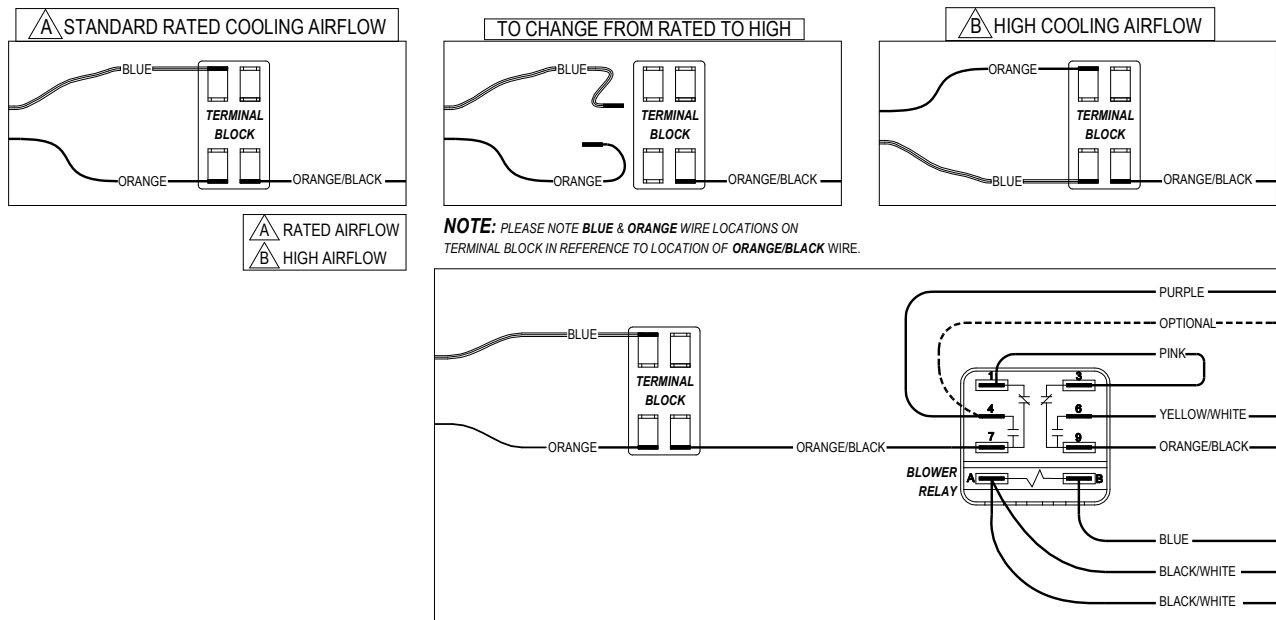 A STANDARD RATED COOLING AIRFLOW
BLUE
TERMINAL
BLOCK
ORANGE
ORANGE/BLACK
A RATED AIRFLOW
B HIGH AIRFLOW
TO CHANGE FROM RATED TO HIGH
BLUE
TERMINAL
BLOCK
ORANGE
ORANGE/BLACK
NOTE: PLEASE NOTE BLUE & ORANGE WIRE LOCATIONS ON
TERMINAL BLOCK IN REFERENCE TO LOCATION OF ORANGE/BLACK WIRE.
B HIGH COOLING AIRFLOW
ORANGE
TERMINAL
BLOCK
BLUE
ORANGE/BLACK
BLUE
TERMINAL
BLOCK
ORANGE
ORANGE/BLACK
PURPLE
OPTIONAL
PINK
1 3
4 6
YELLOW/WHITE
7 9
ORANGE/BLACK
BLOWER
RELAY
A B
BLUE
BLACK/WHITE
BLACK/WHITE